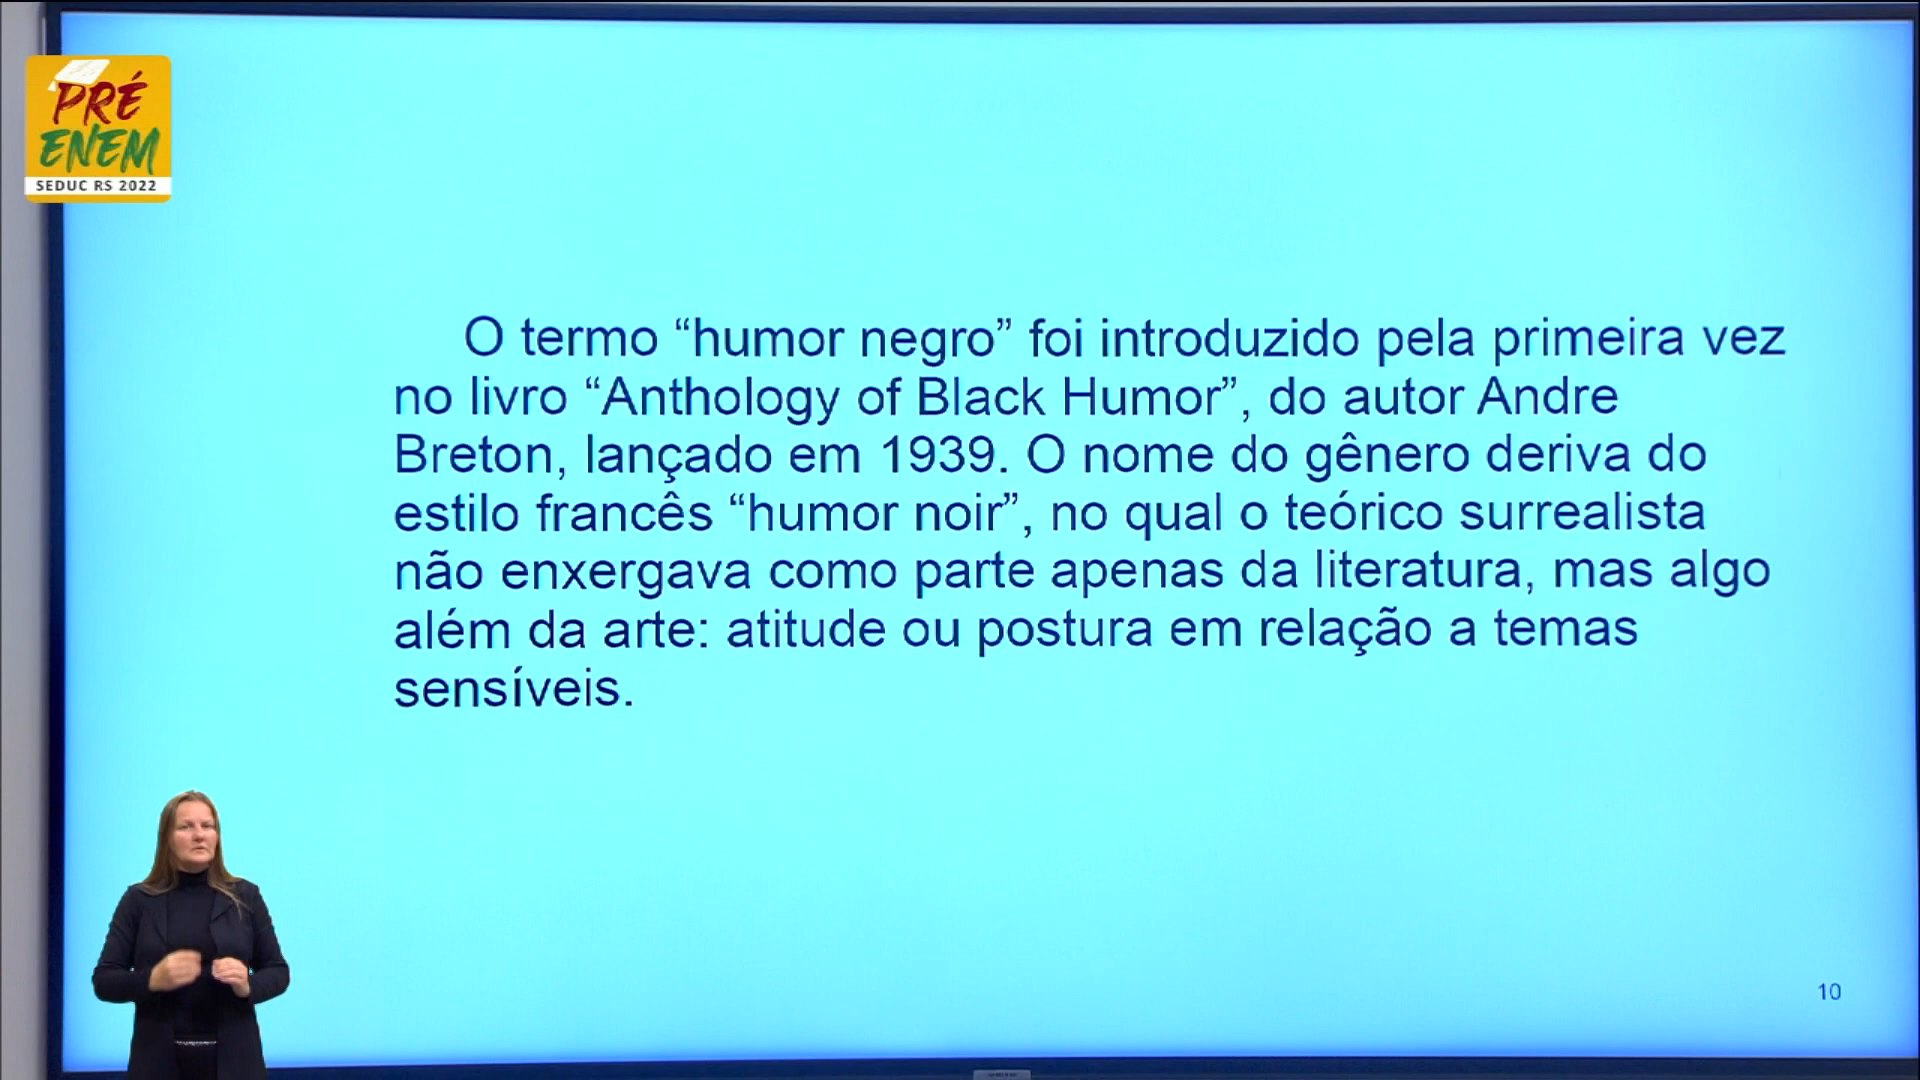 PRÉ
ENEM
SEDUC RS 2022
O termo “humor negro” foi introduzido pela primeira vez
no livro “Anthology of Black Humor”, do autor Andre
Breton, lançado em 1939. O nome do gênero deriva do
estilo francês “humor noir”, no qual o teórico surrealista
não enxergava como parte apenas da literatura, mas algo
além da arte: atitude ou postura em relação a temas
sensíveis.
10